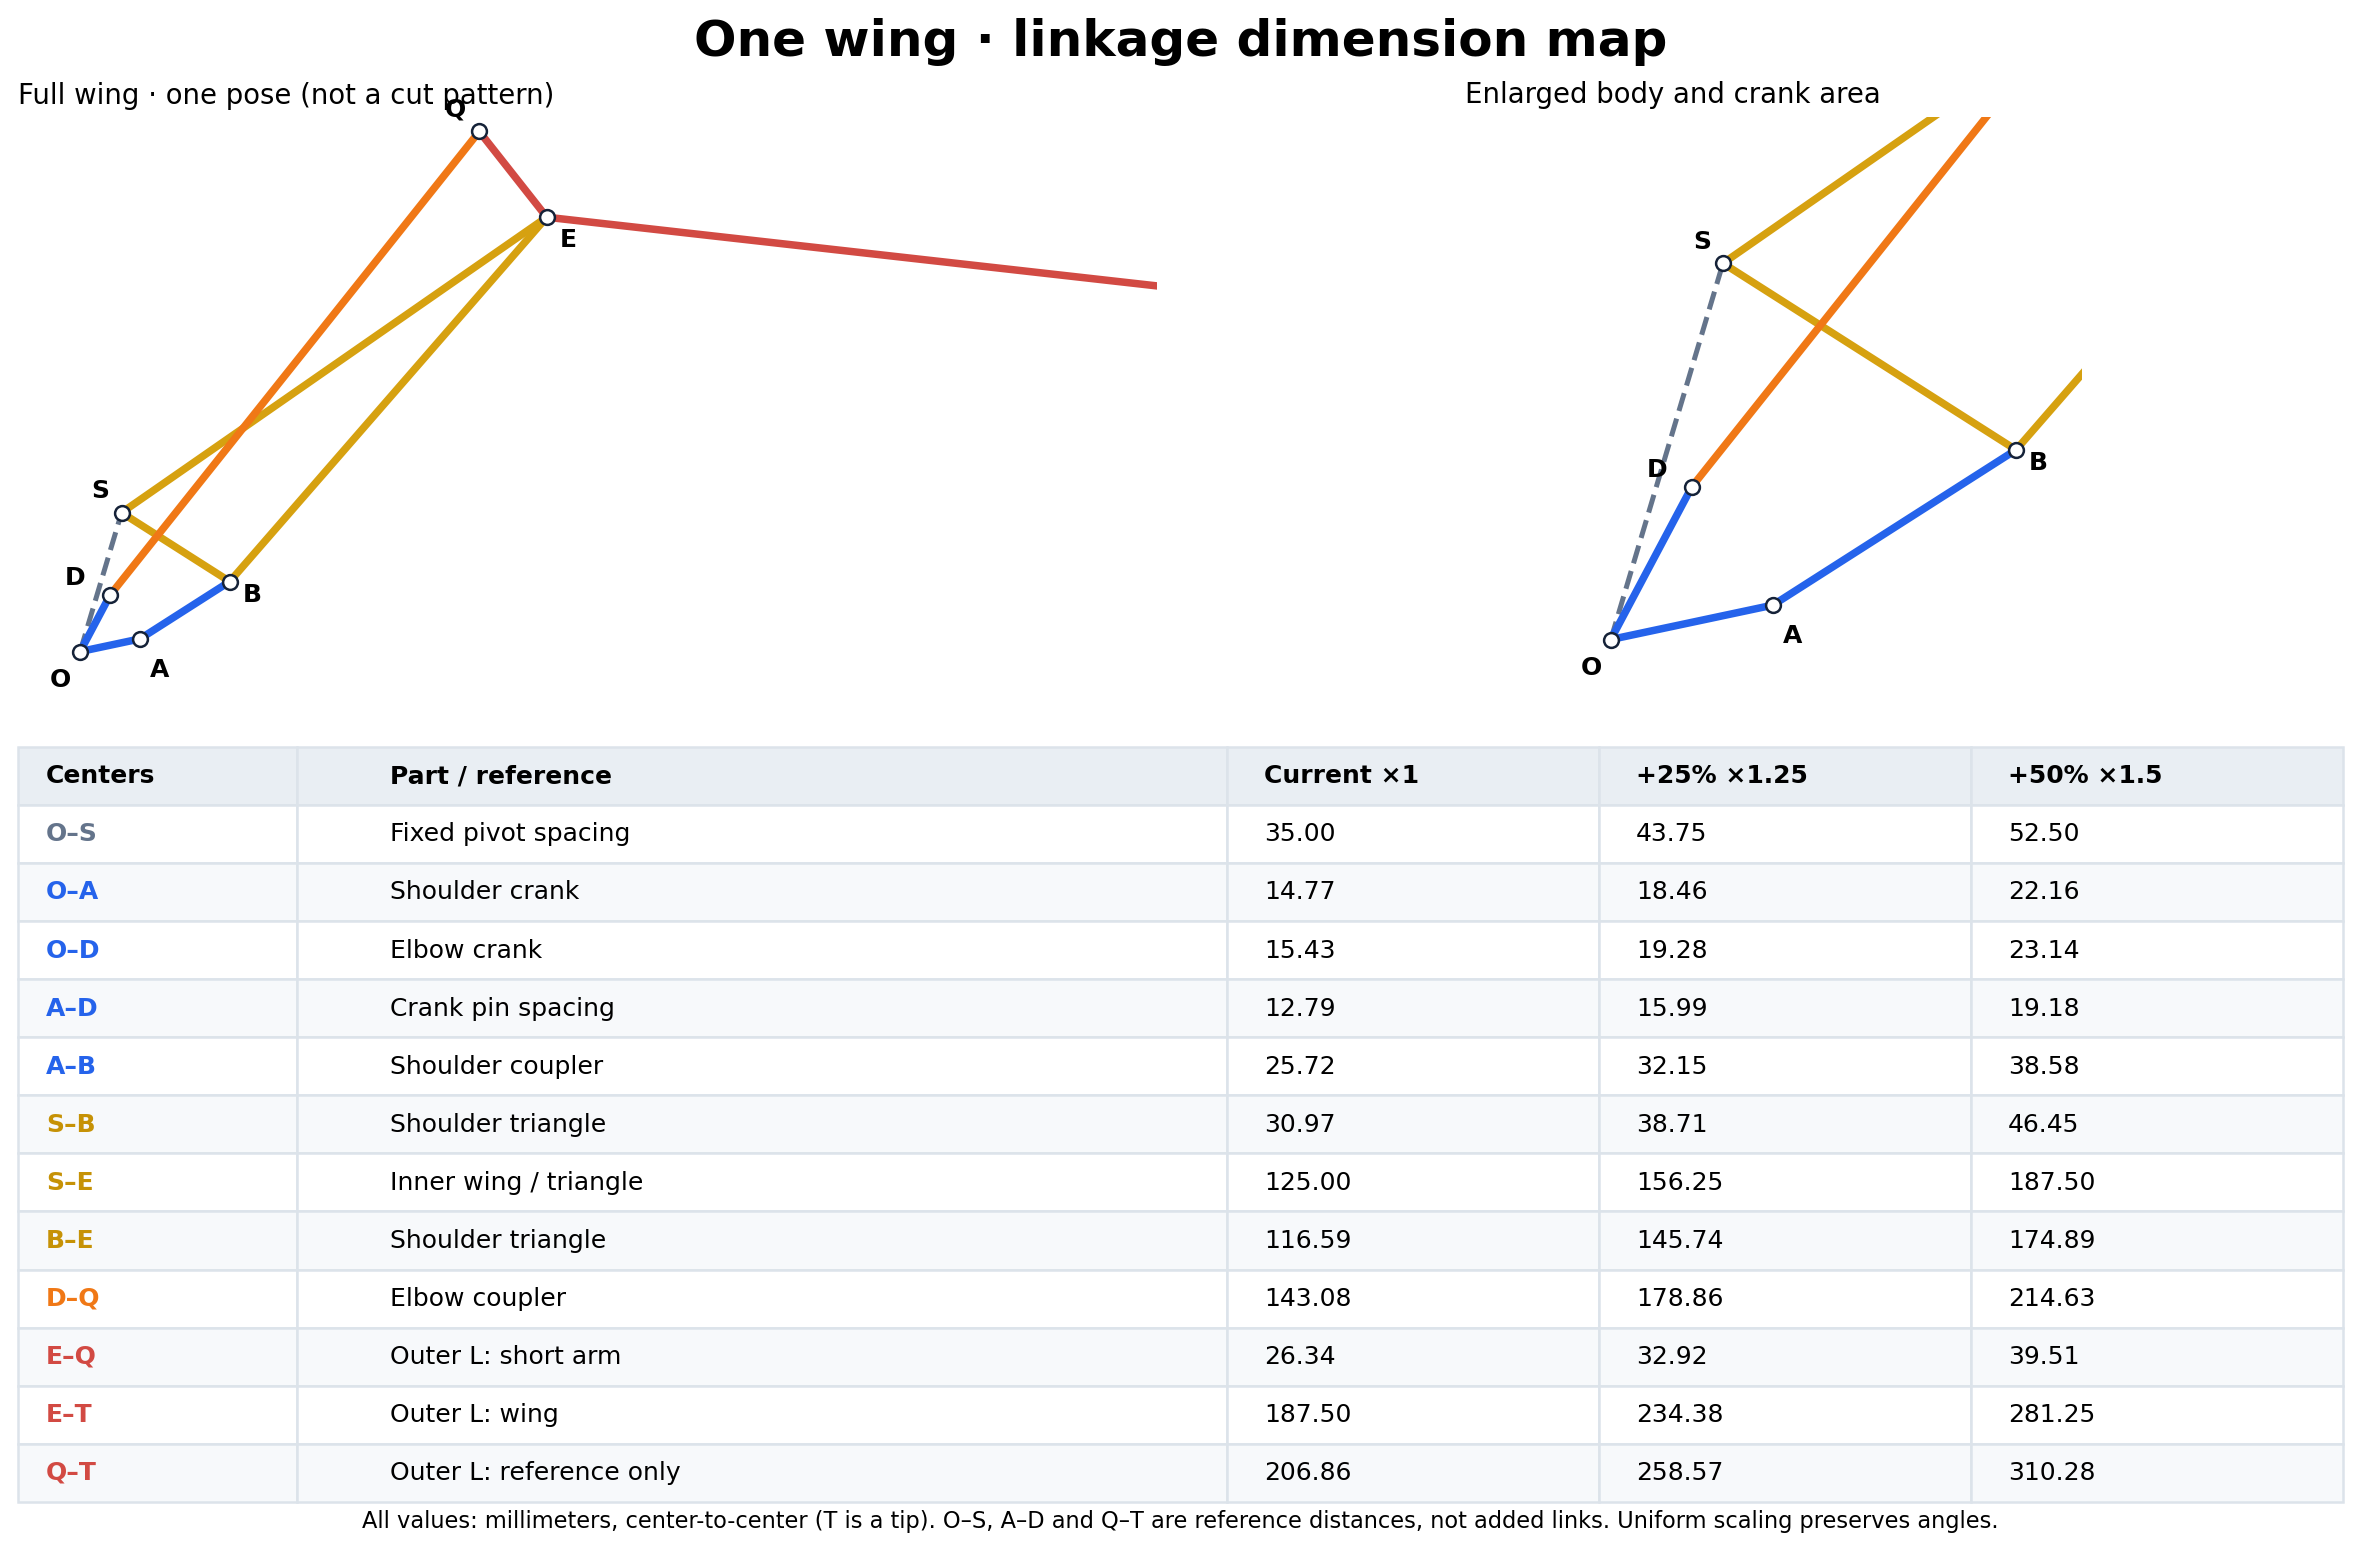 One wing · linkage dimension map
Full wing · one pose (not a cut pattern)
Enlarged body and crank area
Q
E
S
D
B
A
O
S
D
B
A
O
Centers Part / reference Current ×1 +25% ×1.25 +50% ×1.5
O–S Fixed pivot spacing 35.00 43.75 52.50
O–A Shoulder crank 14.77 18.46 22.16
O–D Elbow crank 15.43 19.28 23.14
A–D Crank pin spacing 12.79 15.99 19.18
A–B Shoulder coupler 25.72 32.15 38.58
S–B Shoulder triangle 30.97 38.71 46.45
S–E Inner wing / triangle 125.00 156.25 187.50
B–E Shoulder triangle 116.59 145.74 174.89
D–Q Elbow coupler 143.08 178.86 214.63
E–Q Outer L: short arm 26.34 32.92 39.51
E–T Outer L: wing 187.50 234.38 281.25
Q–T Outer L: reference only 206.86 258.57 310.28
All values: millimeters, center-to-center (T is a tip). O–S, A–D and Q–T are reference distances, not added links. Uniform scaling preserves angles.